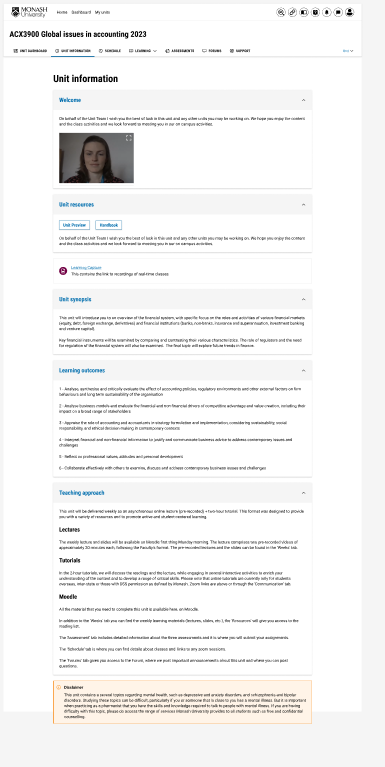 MONASH University
Home Dashboard My units
ACX3900 Global issues in accounting 2023
UNIT DASHBOARD UNIT INFORMATION SCHEDULE LEARNING ASSESSMENTS FORUMS SUPPORT
Unit information
Welcome
On behalf of the Unit Team I wish you the best of luck in this unit and any other units you may be working on. We hope you enjoy the content
and the class activities and we look forward to meeting you in our on campus activities.
Unit resources
Unit Preview Handbook
On behalf of the Unit Team I wish you the best of luck in this unit and any other units you may be working on. We hope you enjoy the content
and the class activities and we look forward to meeting you in our on campus activities.
Learning Capture
This contains the link to recordings of real-time classes
Unit synopsis
This unit will introduce you to an overview of the financial system, with specific focus on the roles and activities of various financial markets
(equity, debt, foreign exchange, derivatives) and financial institutions (banks, insurance and superannuation, investment banking
and venture capital).
Key financial instruments will be examined by comparing and contrasting their various characteristics. The role of regulators and the need
for regulation of the financial will also be examined. The final topic will explore future trends in finance.
Learning outcomes
1 - Analyse, synthesise and critically evaluate the effect of accounting policies, regulatory environments and other external factors on firm
behaviours and long term sustainability of the organisation
2 - Analyse business models and evaluate the financial and non-financial drivers of competitive advantage and value creation, including their
impact on a broad range of stakeholders
3 - Appraise the role of accounting and accountants in strategy formulation and implementation, considering sustainability, social
responsibility and ethical decision making in contemporary contexts
4 - Interpret financial and non-financial information to justify and communicate business advice to address contemporary issues and
challenges
5 - Reflect on professional values, attitudes and personal development
6 - Collaborate effectively with others to examine, discuss and address contemporary business issues and challenges
Teaching approach
This unit will be delivered weekly as an asynchronous online lecture (pre-recorded) + two-hour tutorial. This format was designed to provide
you with a variety of resources and to promote active and student-centered learning.
Lectures
The weekly lecture and slides will be available on Moodle first thing Monday morning. The lecture comprises two pre-recorded videos of
approximately 20 minutes each, following the Faculty's format. The pre-recorded lectures and the slides can be found in the 'Weeks' tab.
Tutorials
In the 2-hour tutorials, we will discuss the readings and the lecture, while engaging in several interactive activities to enrich your
understanding of the content and to develop a range of critical skills. Please note that online tutorials are currently only for students
overseas, inter-state or those with DSS permission as defined by Monash. Zoom links are above or through the 'Communication' tab.
Moodle
All the material that you need to complete this unit is available here, on Moodle.
In addition to the 'Weeks' tab you can find the weekly learning materials (lectures, slides, etc.), the 'Resources' will give you access to the
reading list.
The 'Assessment' tab includes detailed information about the three assessments and it is where you will submit your assignments.
The 'Schedule' tab is where you can find details about classes and links to any zoom sessions.
The 'Forums' tab gives you access to the Forum, where we post important announcements about this unit and where you can post
questions.
Disclaimer
This unit contains a several topics regarding mental health, such as depressive and anxiety disorders, and schizophrenia and bipolar
disorders. Studying these topics can be difficult, particularly if you or someone that is close to you has a mental illness. But it is important
when practicing as a pharmacist that you have the skills and knowledge required to talk to people with mental illness. If you are having
difficulty with this topic, please do access the range of services Monash University provides to all students such as free and confidential
counselling.